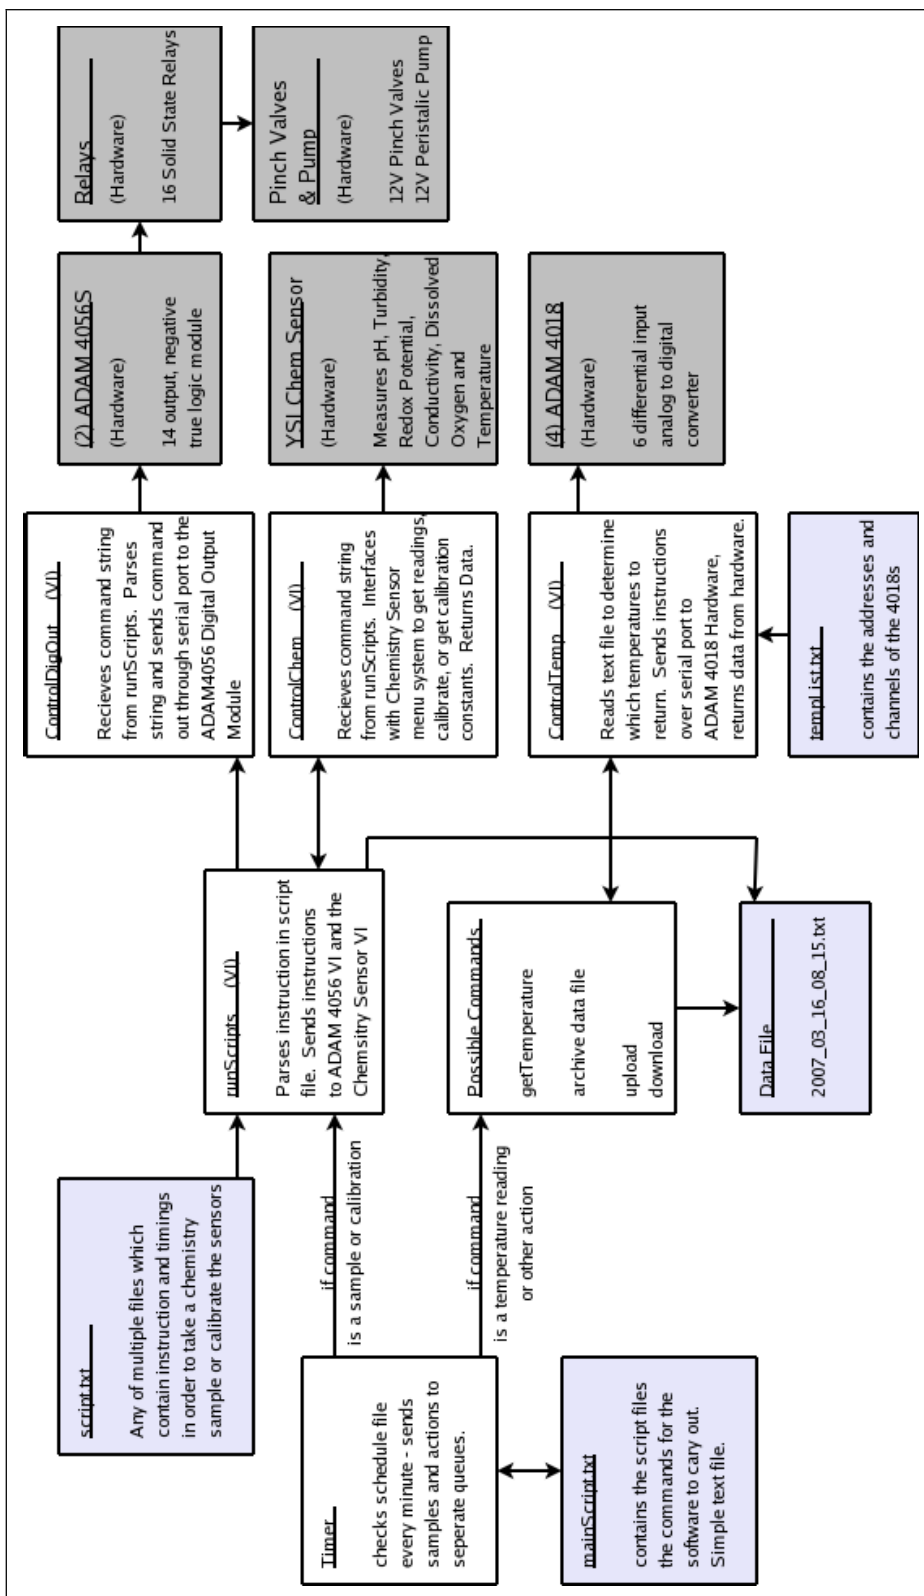 script.txt
Any of multiple files which
contain instruction and timings
in order to take a chemistry
sample or calibrate the sensors
Timer
checks schedule file
every minute - sends
samples and actions to
seperate queues.
mainScript.txt
contains the script files
the commands for the
software to cary out.
Simple text file.
if command
is a sample or calibration
if command
is a temperature reading
or other action
runScripts (VI)
Parses instruction in script
file. Sends instructions
to ADAM 4056 VI and the
Chemsitry Sensor VI
Possible Commands
getTemperature
archive data file
upload
download
Data File
2007_03_16_08_15.txt
ControlDigOut (VI)
Recieves command string
from runScripts. Parses
string and sends command
out through serial port to the
ADAM4056 Digital Output
Module
ControlChem (VI)
Recieves command string
from runScripts. Interfaces
with Chemistry Sensor
menu system to get readings,
calibrate, or get calibration
constants. Returns Data.
ControlTemp (VI)
Reads text file to determine
which temperatures to
return. Sends instructions
over serial port to
ADAM 4018 Hardware,
returns data from hardware.
templist.txt
contains the addresses and
channels of the 4018s
(2) ADAM 4056S
(Hardware)
14 output, negative
true logic module
YSI Chem Sensor
(Hardware)
Measures pH, Turbidity,
Redox Potential,
Conductivity, Dissolved
Oxygen and
Temperature
(4) ADAM 4018
(Hardware)
6 differential input
analog to digital
converter
Relays
(Hardware)
16 Solid State Relays
Pinch Valves
& Pump
(Hardware)
12V Pinch Valves
12V Peristalic Pump